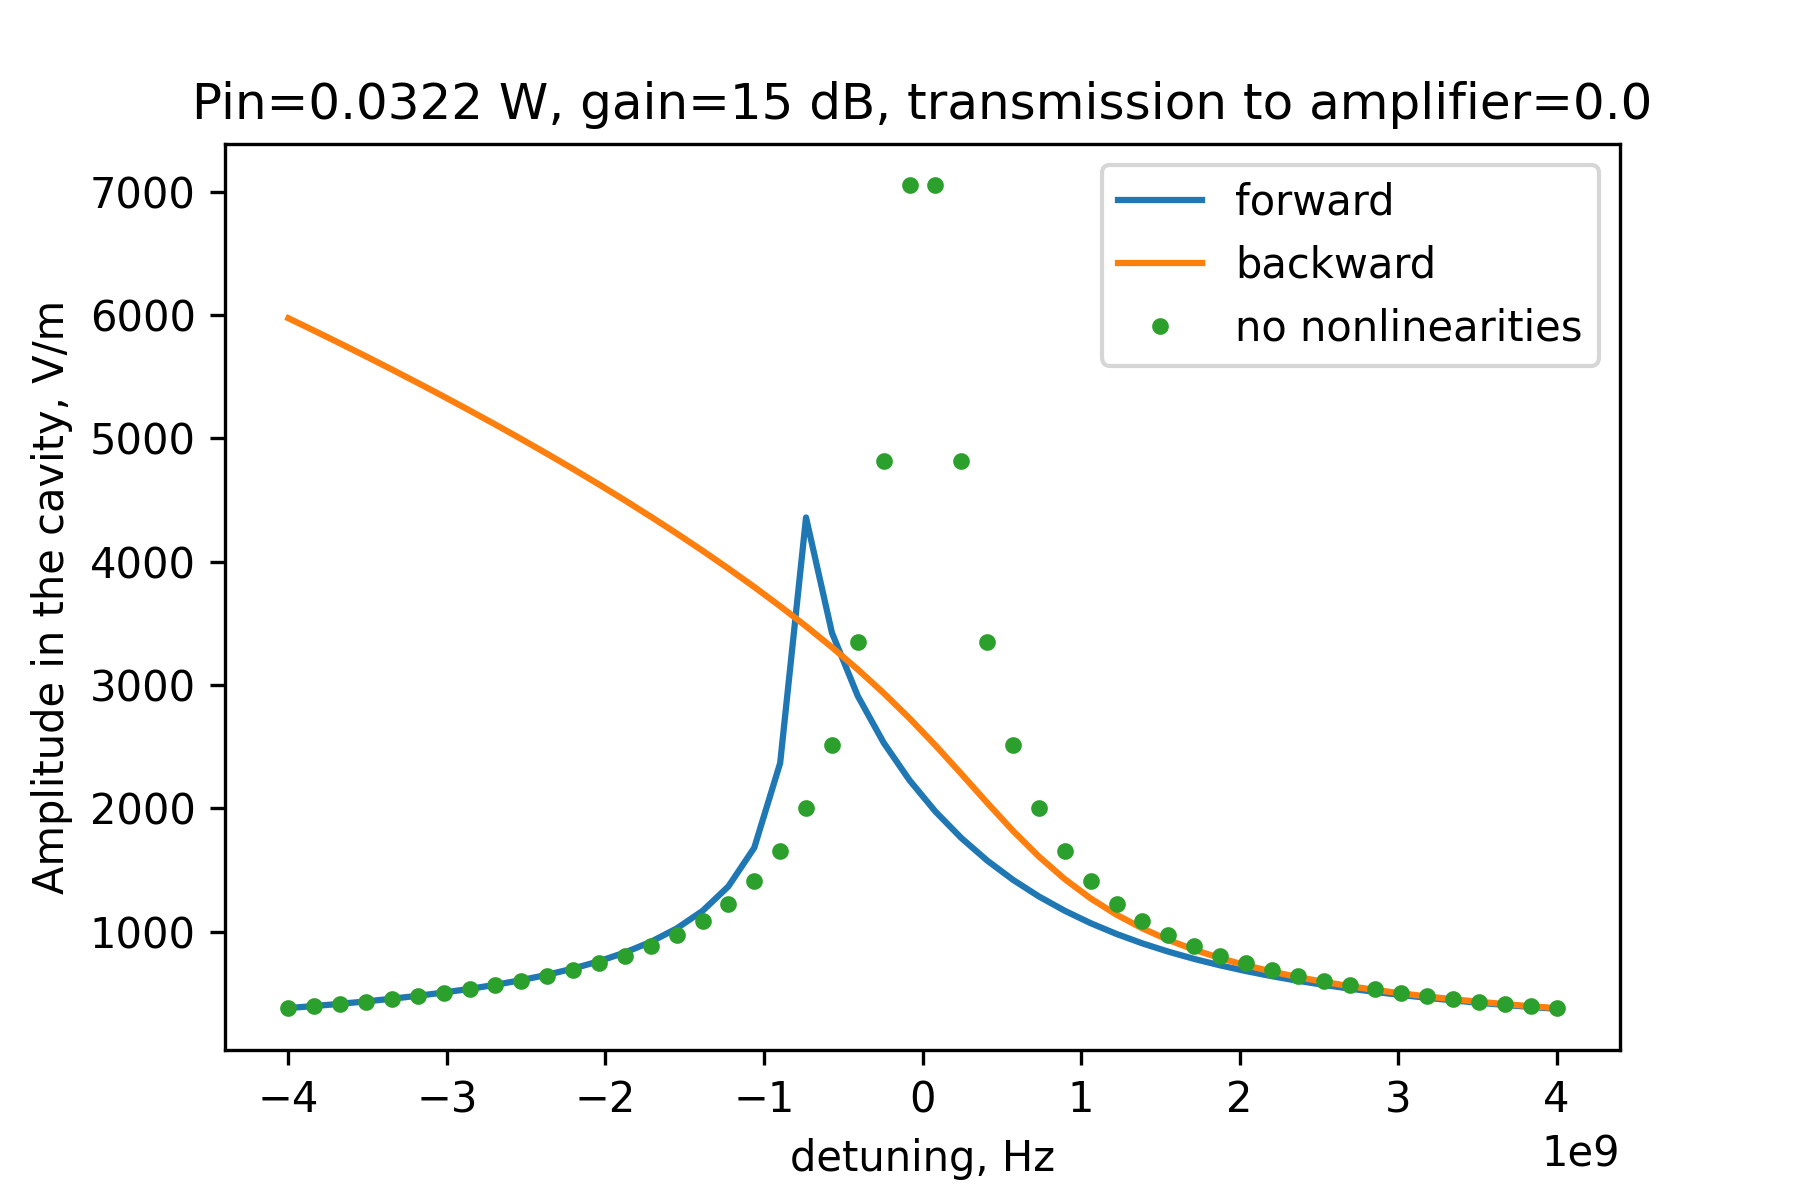 Pin=0.0322 W, gain=15 dB, transmission to amplifier=0.0
Amplitude in the cavity, V/m
7000
6000
5000
4000
3000
2000
1000
forward
backward
no nonlinearities
−4
−3
−2
−1
0
1
2
3
4
1e9
detuning, Hz